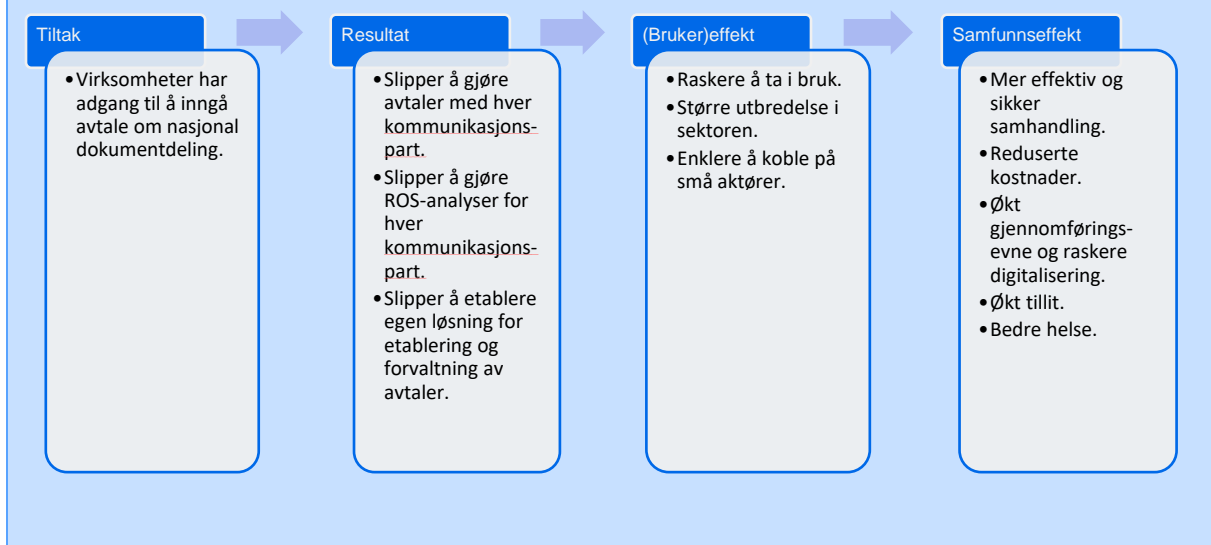 Tiltak
•Virksomheter har
adgang til å inngå
avtale om nasjonal
dokumentdeling.
Resultat
•Slipper å gjøre
avtaler med hver
kommunikasjons-
part.
•Slipper å gjøre
ROS-analyser for
hver
kommunikasjons-
part.
•Slipper å etablere
egen løsning for
etablering og
forvaltning av
avtaler.
(Bruker)effekt
•Raskere å ta i bruk.
•Større utbredelse i
sektoren.
•Enklere å koble på
små aktører.
Samfunnseffekt
•Mer effektiv og
sikker
samhandling.
•Reduserte
kostnader.
•Økt
gjennomførings-
evne og raskere
digitalisering.
•Økt tillit.
•Bedre helse.